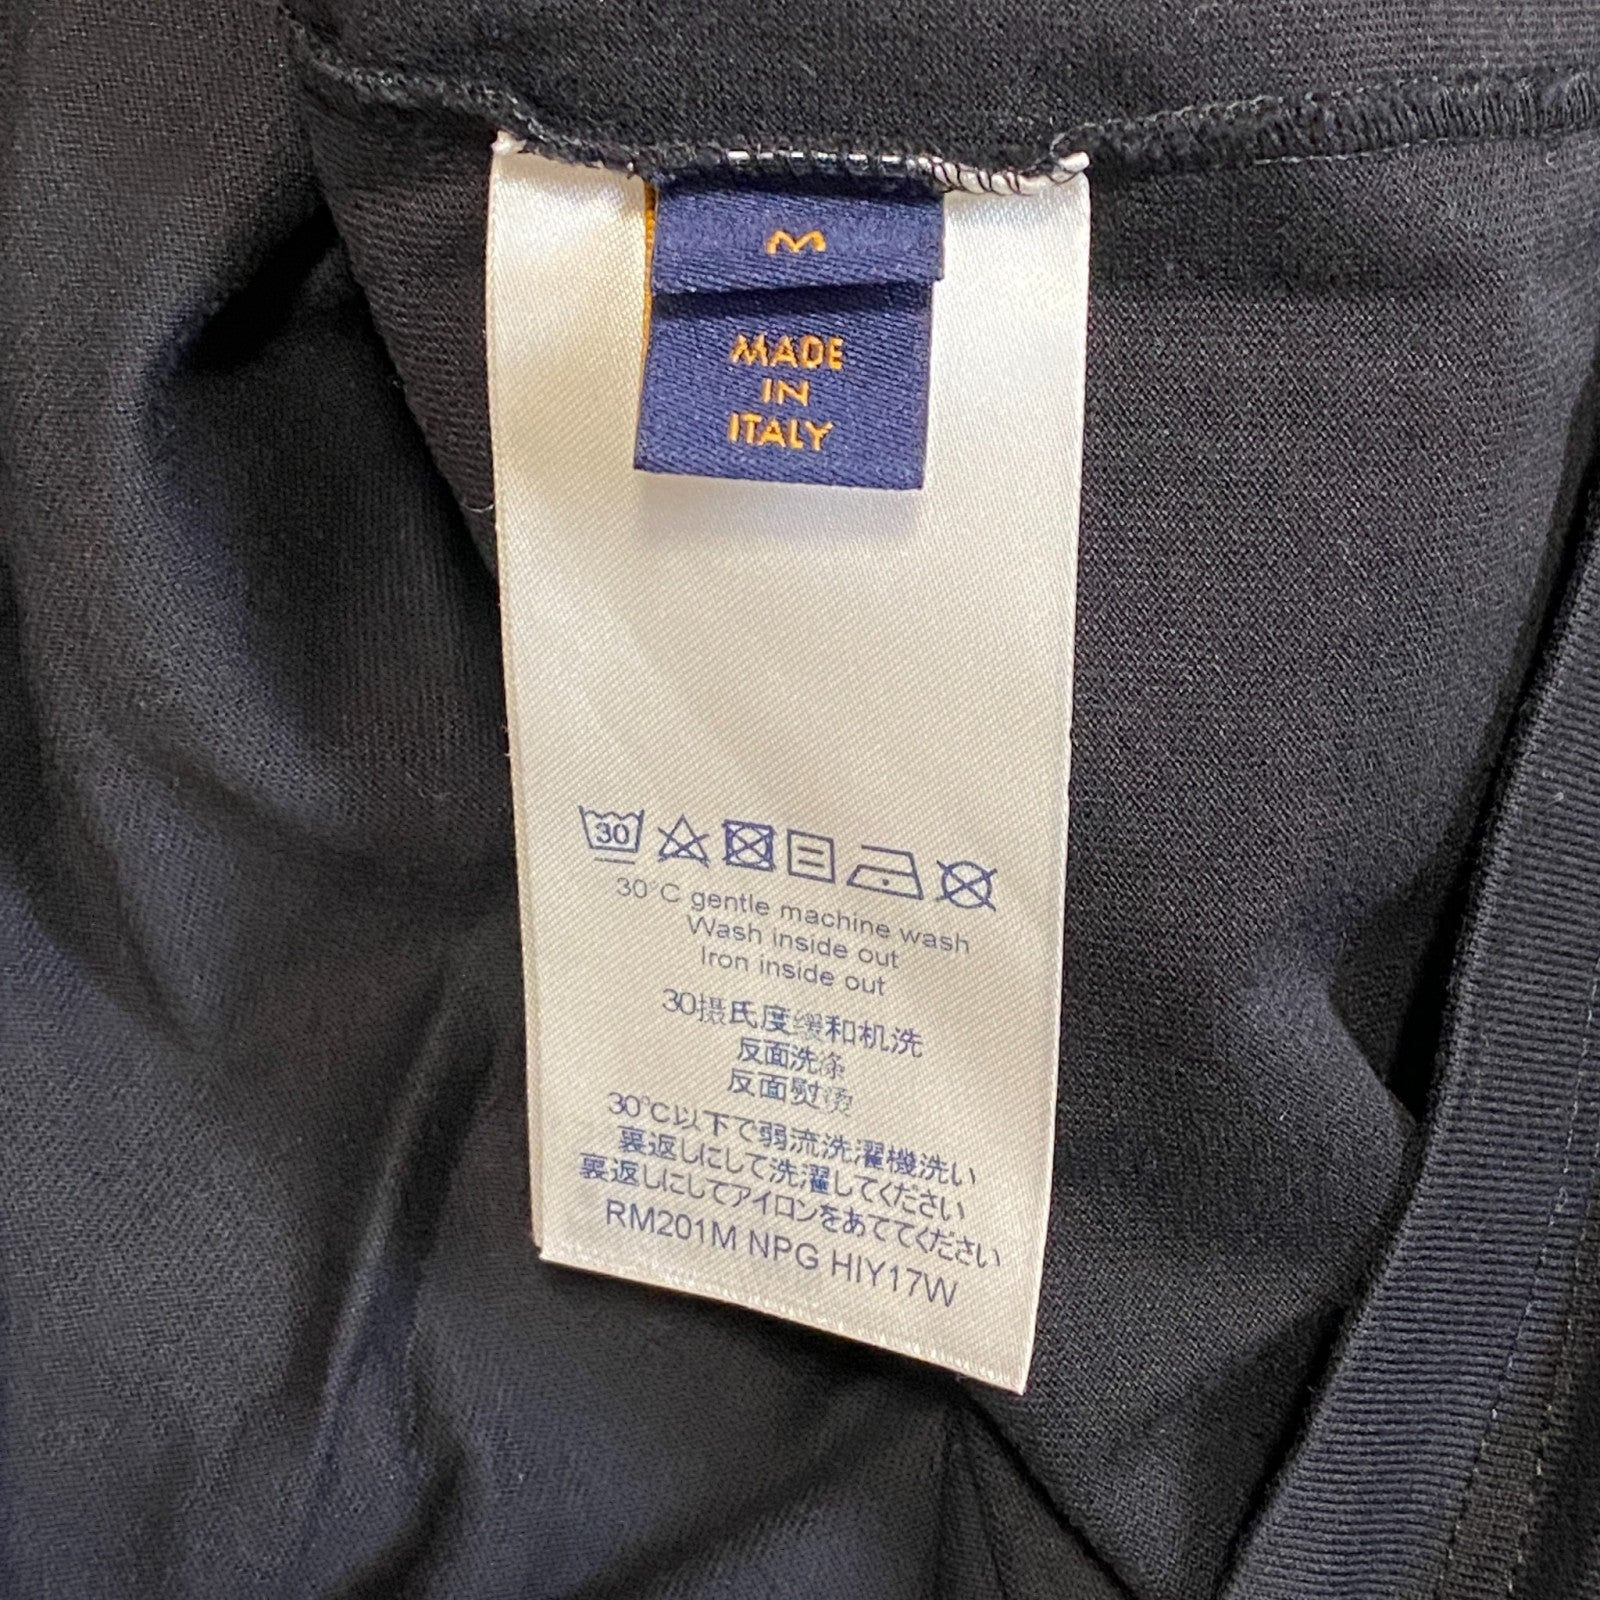 M
MADE
IN
ITALY
30
30°C gentle machine wash
Wash inside out
Iron inside out
30摄氏度缓和机洗
反面洗涤
反面熨烫
30℃以下で弱流洗濯機洗い
裏返しにして洗濯してください
裏返しにしてアイロンをあててください
RM201M NPG HIY17W